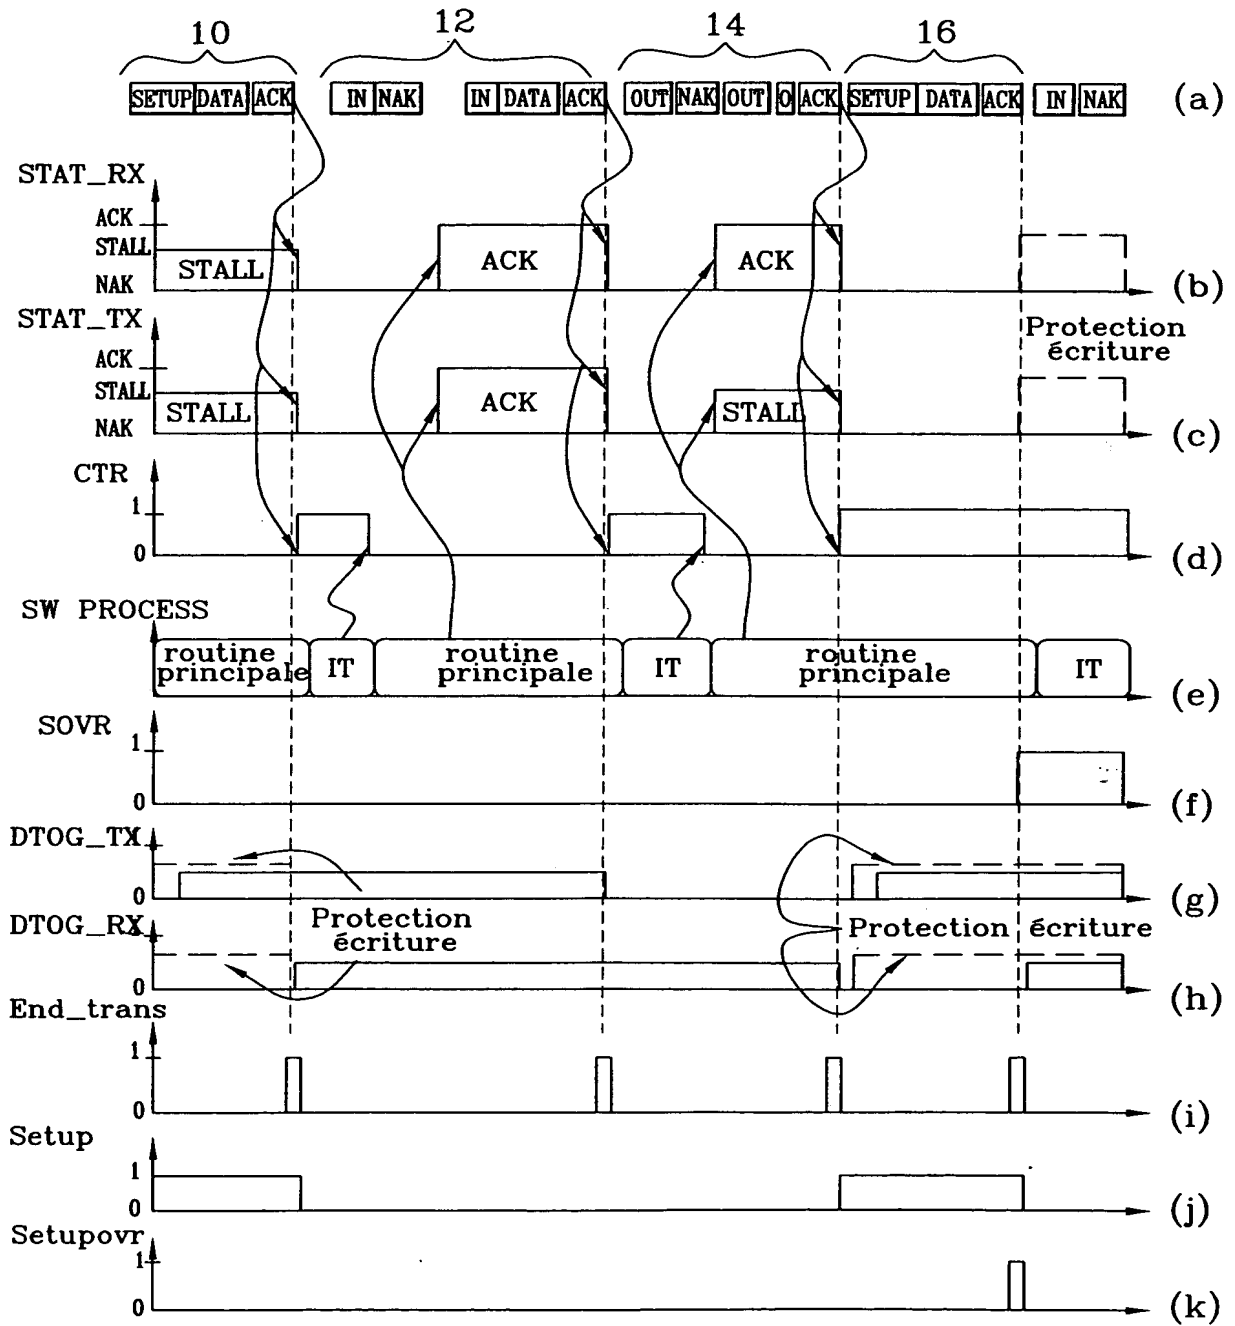 10 12 14 16
SETUP DATA ACK IN NAK IN DATA ACK OUT NAK OUT O ACK SETUP DATA ACK IN NAK (a)
STAT_RX
ACK
STALL
NAK
STALL ACK ACK (b)
STAT_TX
ACK
STALL
NAK
STALL ACK STALL (c)
Protection
écriture
CTR
1
0
(d)
SW PROCESS
routine
principale
IT
routine
principale
IT
routine
principale
IT
(e)
SOVR
1
0
(f)
DTOG_TX
0
(g)
Protection
écriture
DTOG_RX
0
Protection écriture
(h)
End_trans
1
0
(i)
Setup
1
0
(j)
Setupovr
1
0
(k)